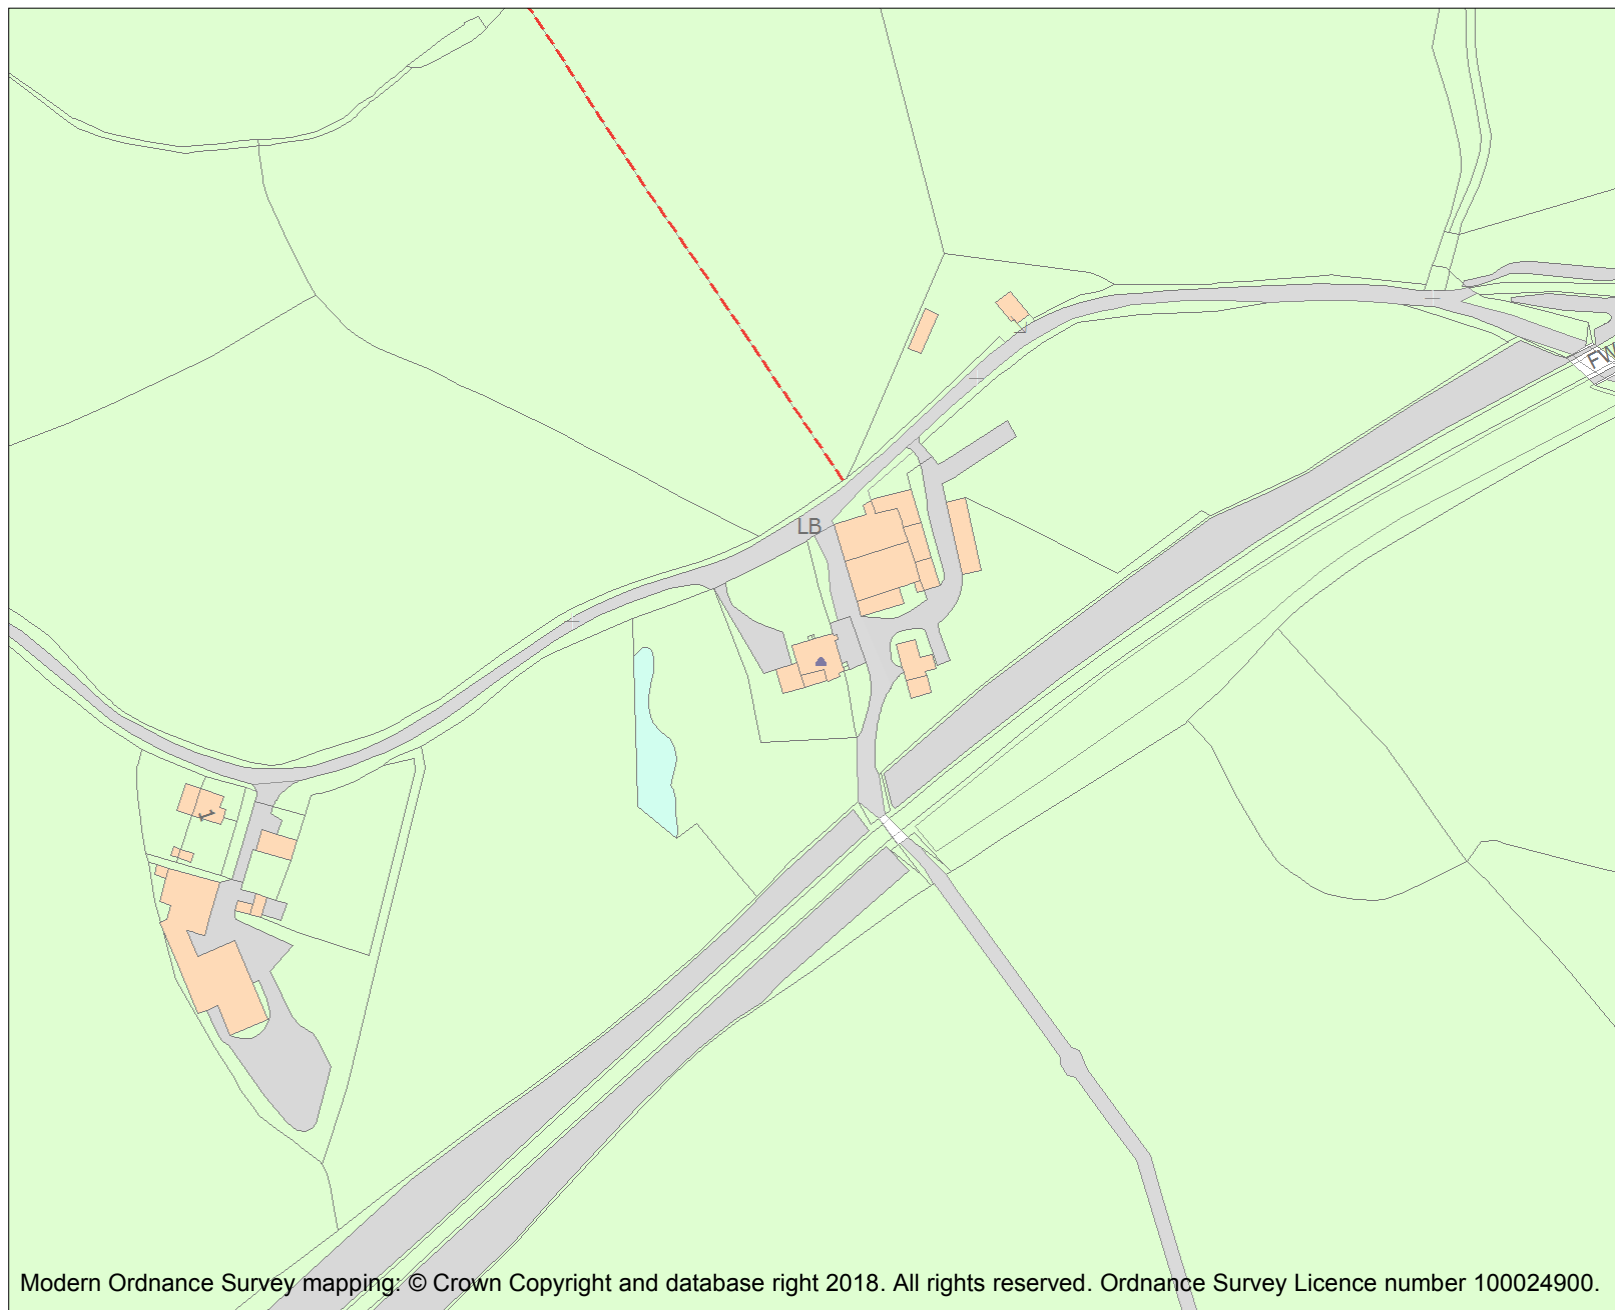 FW
LB
1
Modern Ordnance Survey mapping: © Crown Copyright and database right 2018. All rights reserved. Ordnance Survey Licence number 100024900.